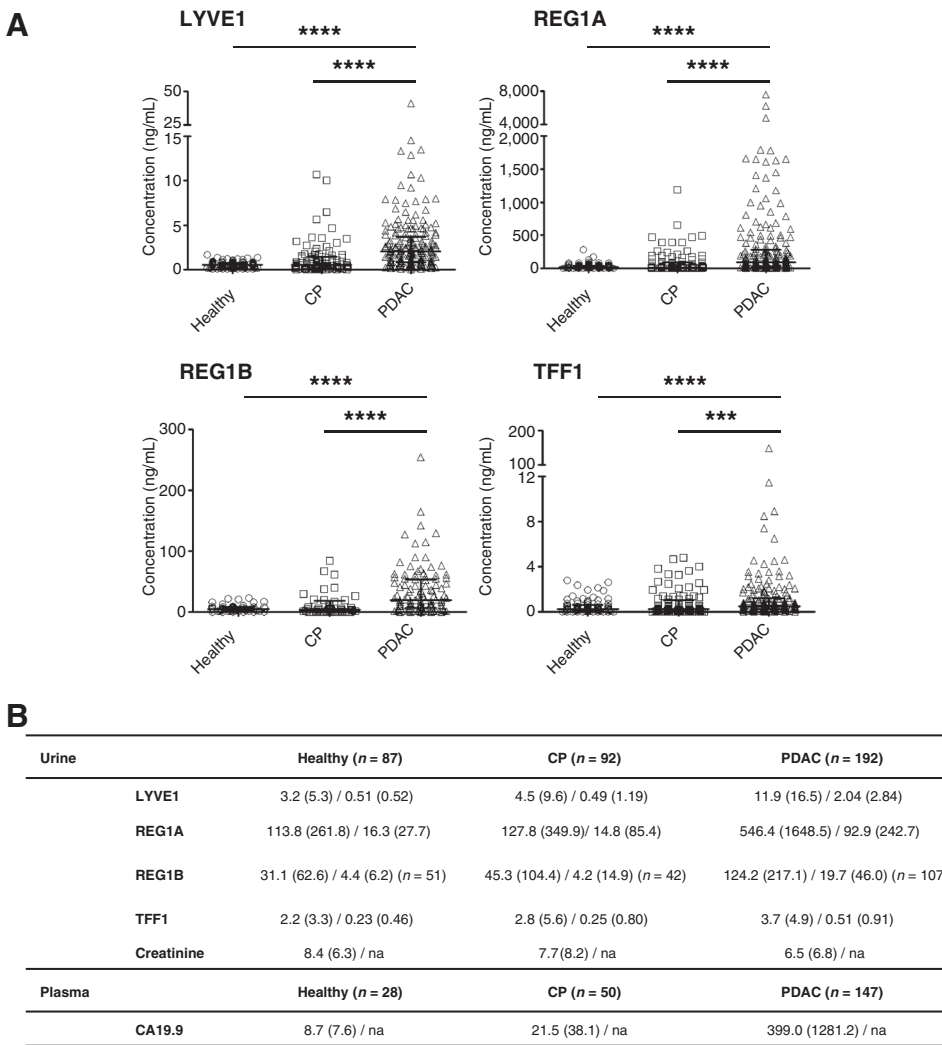 A
LYVE1
****
****
Concentration (ng/mL)
50
25
15
10
5
0
Healthy
CP
PDAC
REG1A
****
****
Concentration (ng/mL)
8,000
4,000
2,000
1,500
1,000
500
0
Healthy
CP
PDAC
REG1B
****
****
Concentration (ng/mL)
300
200
100
0
Healthy
CP
PDAC
TFF1
****
***
Concentration (ng/mL)
200
100
12
8
4
0
Healthy
CP
PDAC
B
Urine Healthy (n = 87) CP (n = 92) PDAC (n = 192)
LYVE1 3.2 (5.3) / 0.51 (0.52) 4.5 (9.6) / 0.49 (1.19) 11.9 (16.5) / 2.04 (2.84)
REG1A 113.8 (261.8) / 16.3 (27.7) 127.8 (349.9)/ 14.8 (85.4) 546.4 (1648.5) / 92.9 (242.7)
REG1B 31.1 (62.6) / 4.4 (6.2) (n = 51) 45.3 (104.4) / 4.2 (14.9) (n = 42) 124.2 (217.1) / 19.7 (46.0) (n = 107
TFF1 2.2 (3.3) / 0.23 (0.46) 2.8 (5.6) / 0.25 (0.80) 3.7 (4.9) / 0.51 (0.91)
Creatinine 8.4 (6.3) / na 7.7(8.2) / na 6.5 (6.8) / na
Plasma Healthy (n = 28) CP (n = 50) PDAC (n = 147)
CA19.9 8.7 (7.6) / na 21.5 (38.1) / na 399.0 (1281.2) / na